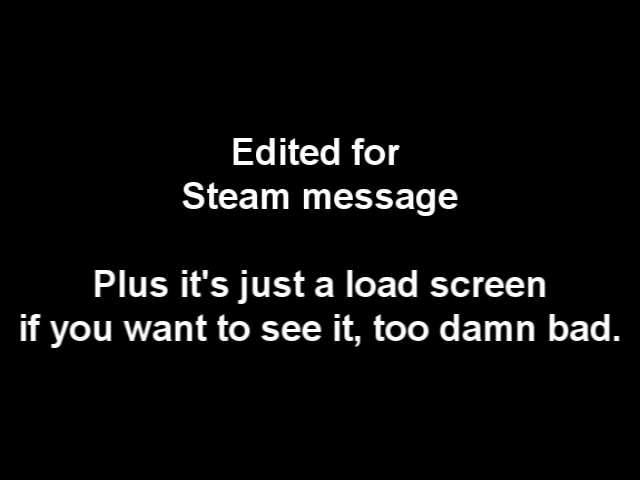 Edited for
Steam message
Plus it's just a load screen
if you want to see it, too damn bad.